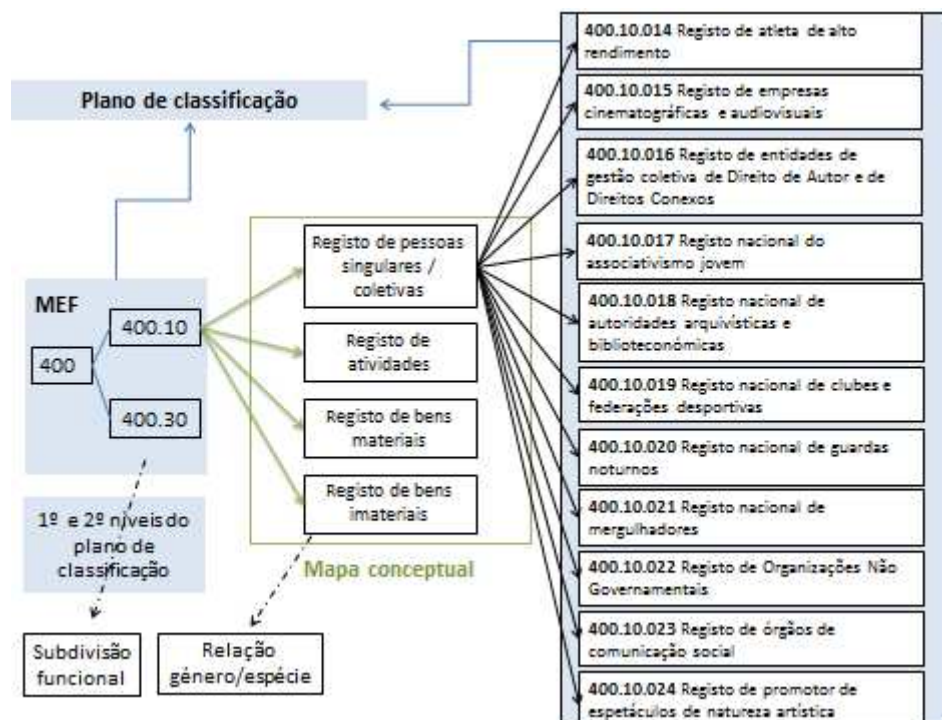 Plano de classificação
MEF
400
400.10
400.30
1º e 2º níveis do
plano de
classificação
Subdivisão
funcional
Registo de pessoas
singulares /
coletivas
Registo de
atividades
Registo de bens
materiais
Registo de bens
imateriais
Mapa conceptual
Relação
género/espécie
400.10.014 Registo de atleta de alto
rendimento
400.10.015 Registo de empresas
cinematográficas e audiovisuais
400.10.016 Registo de entidades de
gestão coletiva de Direito de Autor e de
Direitos Conexos
400.10.017 Registo nacional do
associativismo jovem
400.10.018 Registo nacional de
autoridades arquivísticas e
biblioteconómicas
400.10.019 Registo nacional de clubes e
federações desportivas
400.10.020 Registo nacional de guardas
noturnos
400.10.021 Registo nacional de
mergulhadores
400.10.022 Registo de Organizações Não
Governamentais
400.10.023 Registo de órgãos de
comunicação social
400.10.024 Registo de promotor de
espetáculos de natureza artística